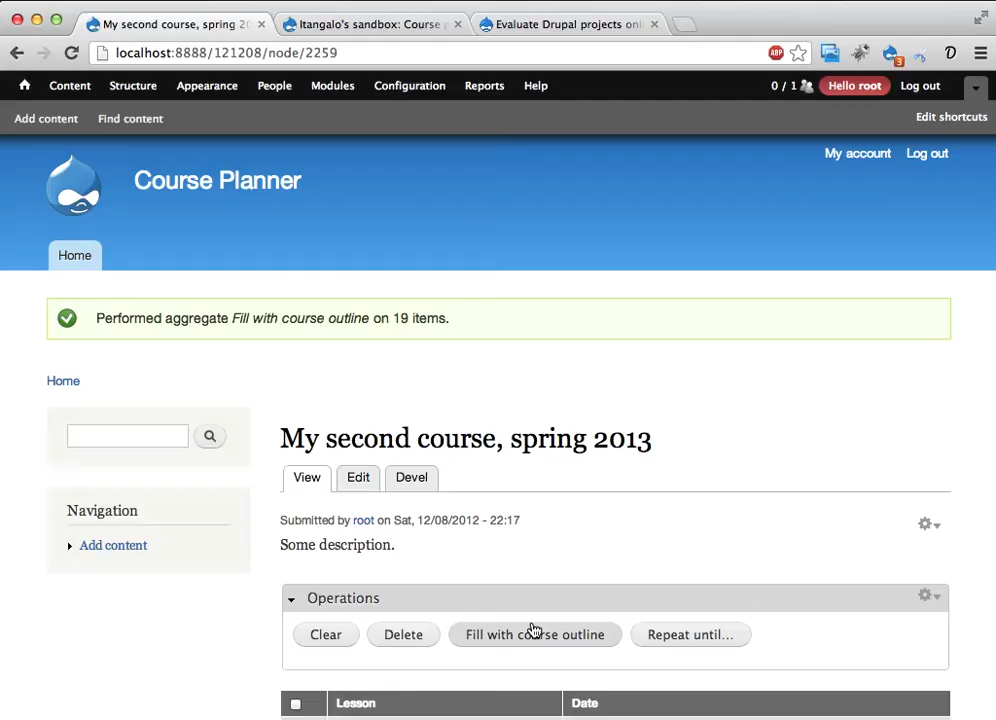 My second course, spring 20
Itangalo's sandbox: Course p
Evaluate Drupal projects onl
localhost:8888/121208/node/2259
ABP
3
D
Content Structure Appearance People Modules Configuration Reports Help
0 / 1 Hello root Log out
Add content Find content
Edit shortcuts
My account Log out
Course Planner
Home
Performed aggregate Fill with course outline on 19 items.
Home
My second course, spring 2013
View Edit Devel
Navigation
Submitted by root on Sat, 12/08/2012 - 22:17
Add content
Some description.
Operations
Clear Delete Fill with course outline Repeat until...
Lesson Date